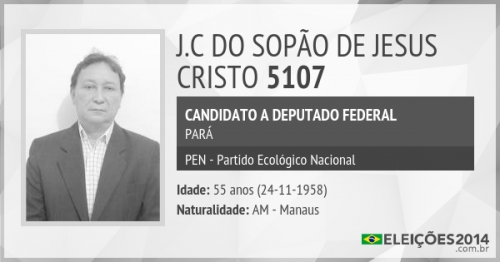 J.C DO SOPÃO DE JESUS
CRISTO 5107
CANDIDATO A DEPUTADO FEDERAL
PARÁ
PEN - Partido Ecológico Nacional
Idade: 55 anos (24-11-1958)
Naturalidade: AM - Manaus
ELEIÇÕES2014
.com.br